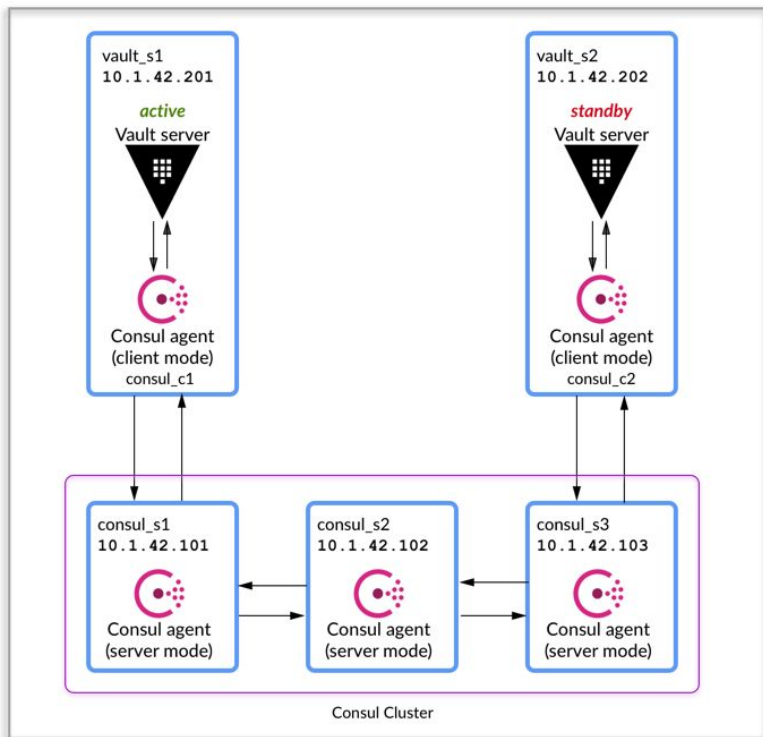 vault_s1
10.1.42.201
active
Vault server
Consul agent
(client mode)
consul_c1
vault_s2
10.1.42.202
standby
Vault server
Consul agent
(client mode)
consul_c2
consul_s1
10.1.42.101
Consul agent
(server mode)
consul_s2
10.1.42.102
Consul agent
(server mode)
consul_s3
10.1.42.103
Consul agent
(server mode)
Consul Cluster